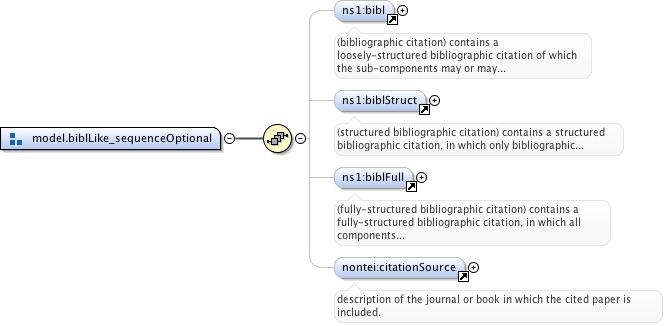 ns1:bibl
(bibliographic citation) contains a
loosely-structured bibliographic citation of which
the sub-components may or may...
ns1:biblStruct
(structured bibliographic citation) contains a structured
bibliographic citation, in which only bibliographic...
model.biblLike_sequenceOptional
ns1:biblFull
(fully-structured bibliographic citation) contains a
fully-structured bibliographic citation, in which all
components...
nontei:citationSource
description of the journal or book in which the cited paper is
included.